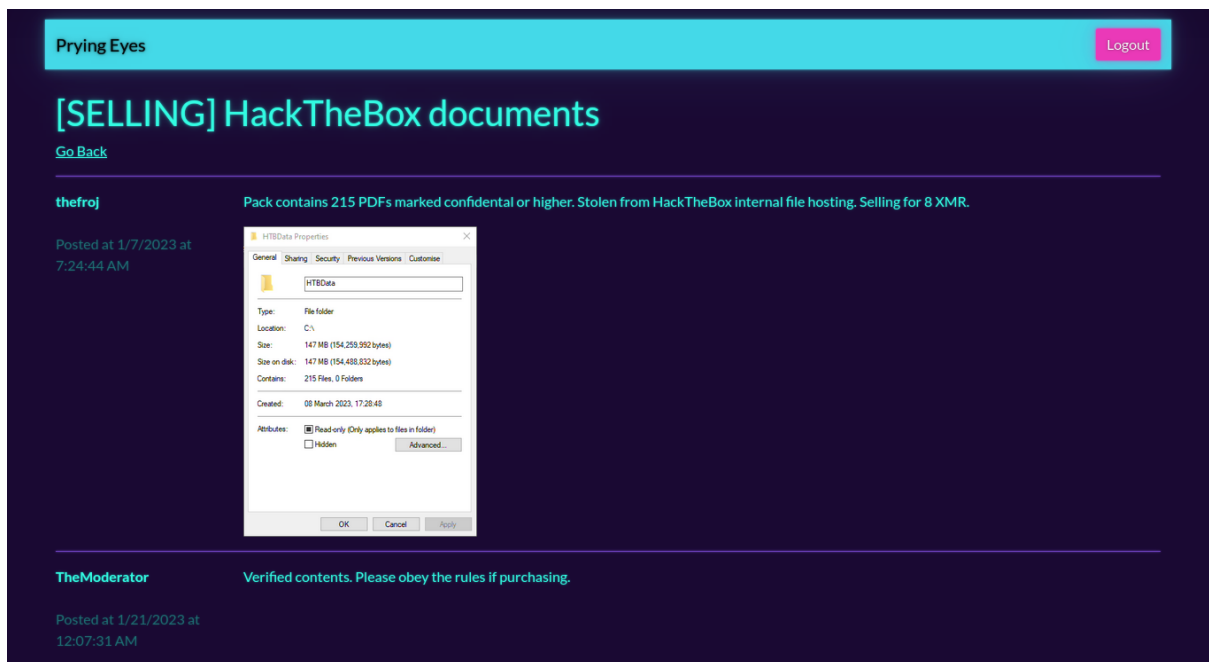 Prying Eyes
Logout
[SELLING] HackTheBox documents
Go Back
thefroj
Pack contains 215 PDFs marked confidental or higher. Stolen from HackTheBox internal file hosting. Selling for 8 XMR.
Posted at 1/7/2023 at
7:24:44 AM
HTBData Properties
General Sharing Security Previous Versions Customise
HTBData
Type: File folder
Location: C:\
Size: 147 MB (154,259,992 bytes)
Size on disk: 147 MB (154,488,832 bytes)
Contains: 215 Files, 0 Folders
Created: 08 March 2023, 17:28:48
Attributes: Read-only (Only applies to files in folder)
Hidden
Advanced...
OK Cancel Apply
TheModerator
Verified contents. Please obey the rules if purchasing.
Posted at 1/21/2023 at
12:07:31 AM